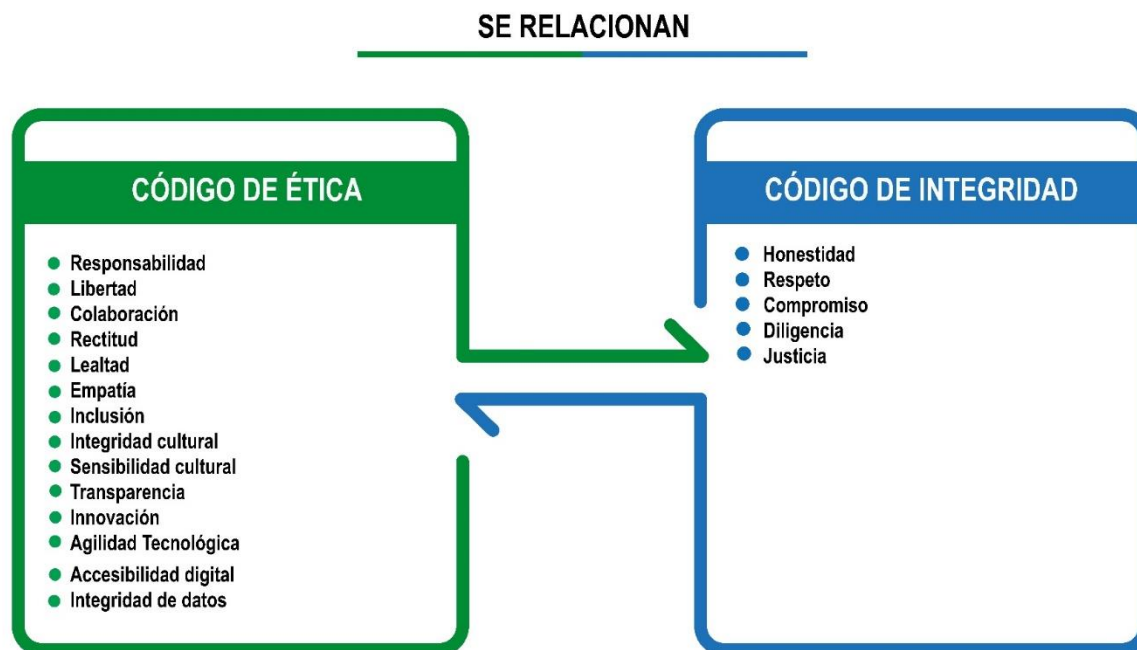 SE RELACIONAN
CÓDIGO DE ÉTICA
Responsabilidad
Libertad
Colaboración
Rectitud
Lealtad
Empatía
Inclusión
Integridad cultural
Sensibilidad cultural
Transparencia
Innovación
Agilidad Tecnológica
Accesibilidad digital
Integridad de datos
CÓDIGO DE INTEGRIDAD
Honestidad
Respeto
Compromiso
Diligencia
Justicia